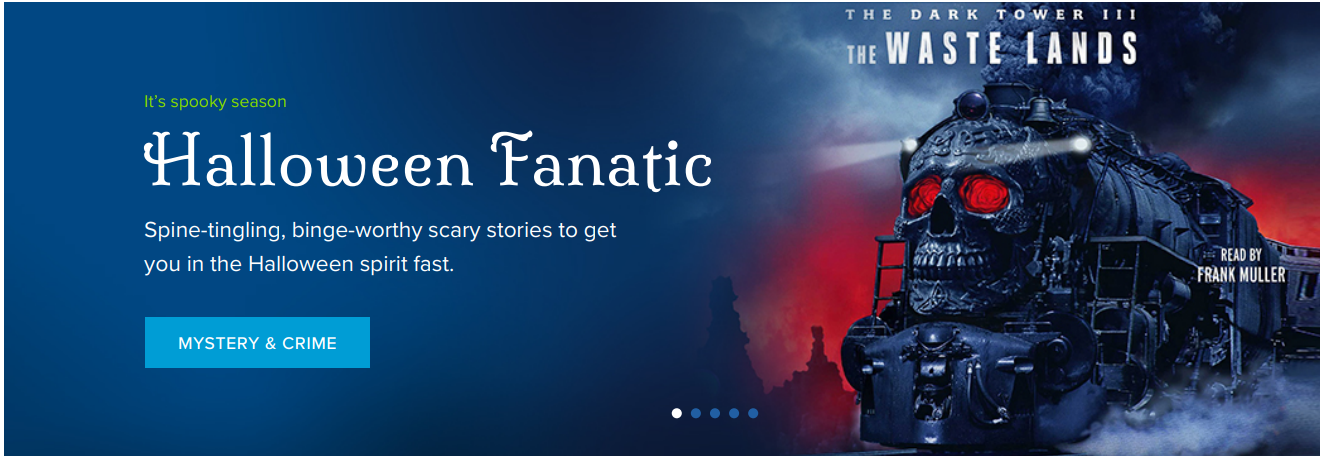 It's spooky season
Halloween Fanatic
Spine-tingling, binge-worthy scary stories to get
you in the Halloween spirit fast.
MYSTERY & CRIME
THE DARK TOWER III
THE WASTE LANDS
READ BY
FRANK MULLER